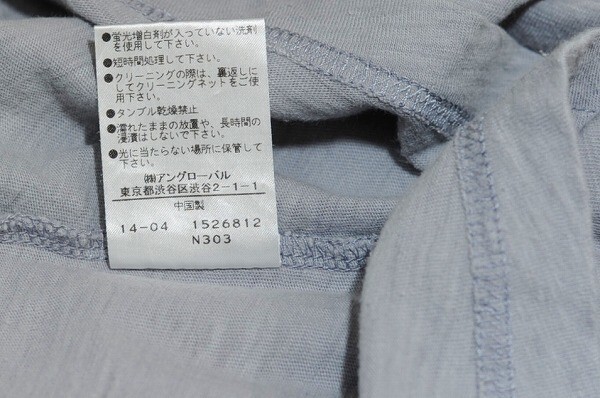 ●蛍光増白剤が入っていない洗剤
を使用して下さい。
●短時間処理して下さい。
●クリーニングの際は、裏返しに
してクリーニングネットをご使
用下さい。
●タンブル乾燥禁止
●濡れたままの放置や、長時間の
浸漬はしないで下さい。
●光に当たらない場所に保管して
下さい。
㈱アングローバル
東京都渋谷区渋谷2-1-1
中国製
14-04 1526812
N303